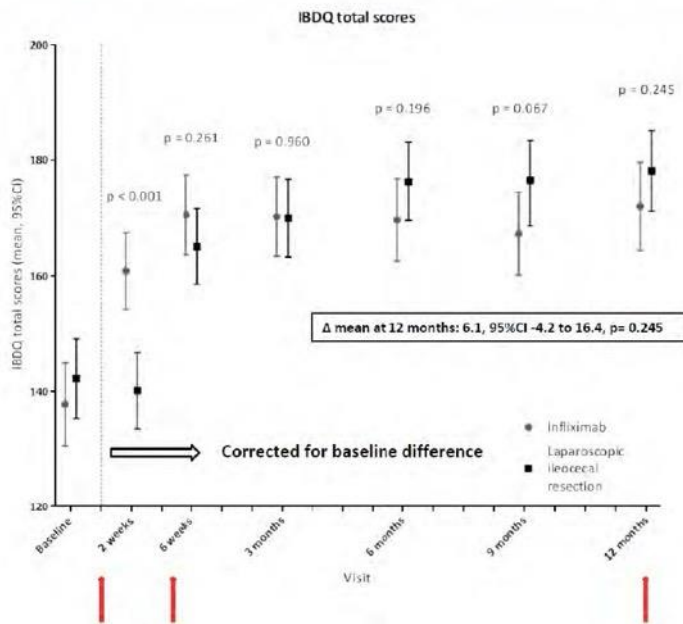 IBDQ total scores
IBDQ total scores (mean, 95%CI)
200
180
160
140
120
p < 0.001
p = 0.261
p = 0.960
p = 0.196
p = 0.067
p = 0.245
Δ mean at 12 months: 6.1, 95%CI -4.2 to 16.4, p= 0.245
Corrected for baseline difference
Infliximab
Laparoscopic
ileocecal
resection
Baseline
2 weeks
6 weeks
3 months
6 months
9 months
12 months
Visit